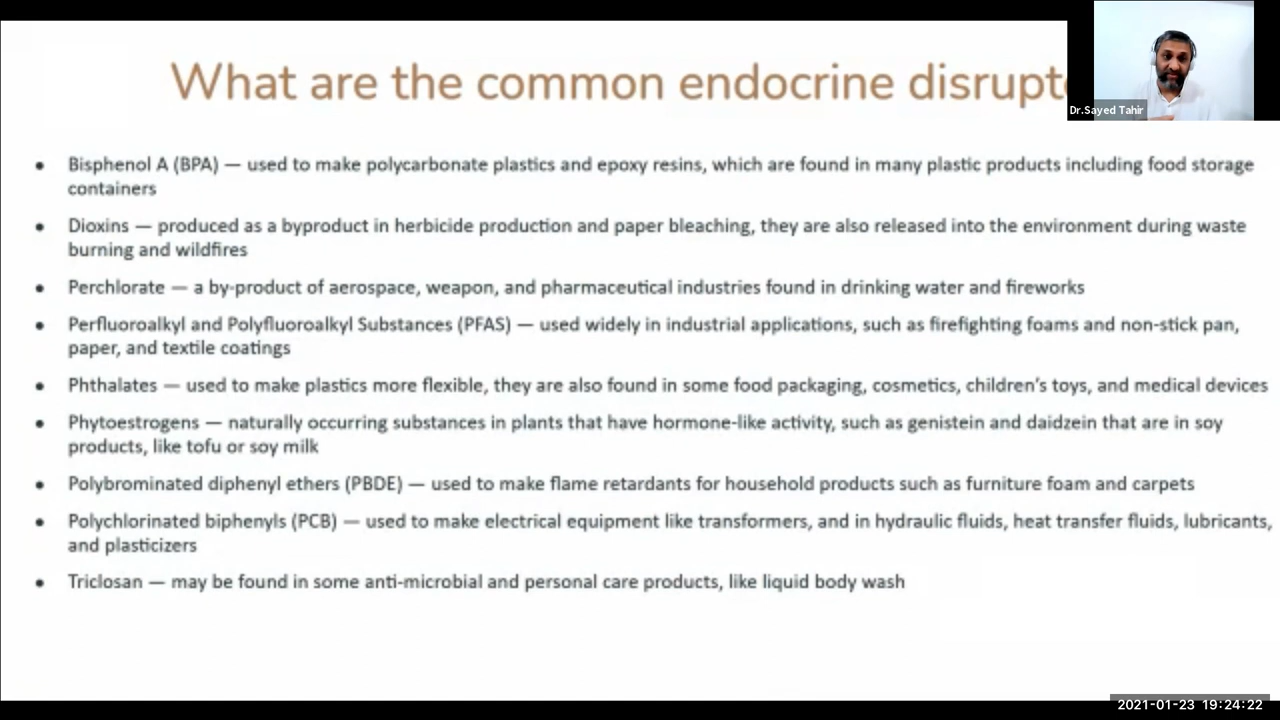 What are the common endocrine disrupt
Dr.Sayed Tahir
• Bisphenol A (BPA) — used to make polycarbonate plastics and epoxy resins, which are found in many plastic products including food storage
containers
• Dioxins — produced as a byproduct in herbicide production and paper bleaching, they are also released into the environment during waste
burning and wildfires
• Perchlorate — a by-product of aerospace, weapon, and pharmaceutical industries found in drinking water and fireworks
• Perfluoroalkyl and Polyfluoroalkyl Substances (PFAS) — used widely in industrial applications, such as firefighting foams and non-stick pan,
paper, and textile coatings
• Phthalates — used to make plastics more flexible, they are also found in some food packaging, cosmetics, children’s toys, and medical devices
• Phytoestrogens — naturally occurring substances in plants that have hormone-like activity, such as genistein and daidzein that are in soy
products, like tofu or soy milk
• Polybrominated diphenyl ethers (PBDE) — used to make flame retardants for household products such as furniture foam and carpets
• Polychlorinated biphenyls (PCB) — used to make electrical equipment like transformers, and in hydraulic fluids, heat transfer fluids, lubricants,
and plasticizers
• Triclosan — may be found in some anti-microbial and personal care products, like liquid body wash
2021-01-23 19:24:22